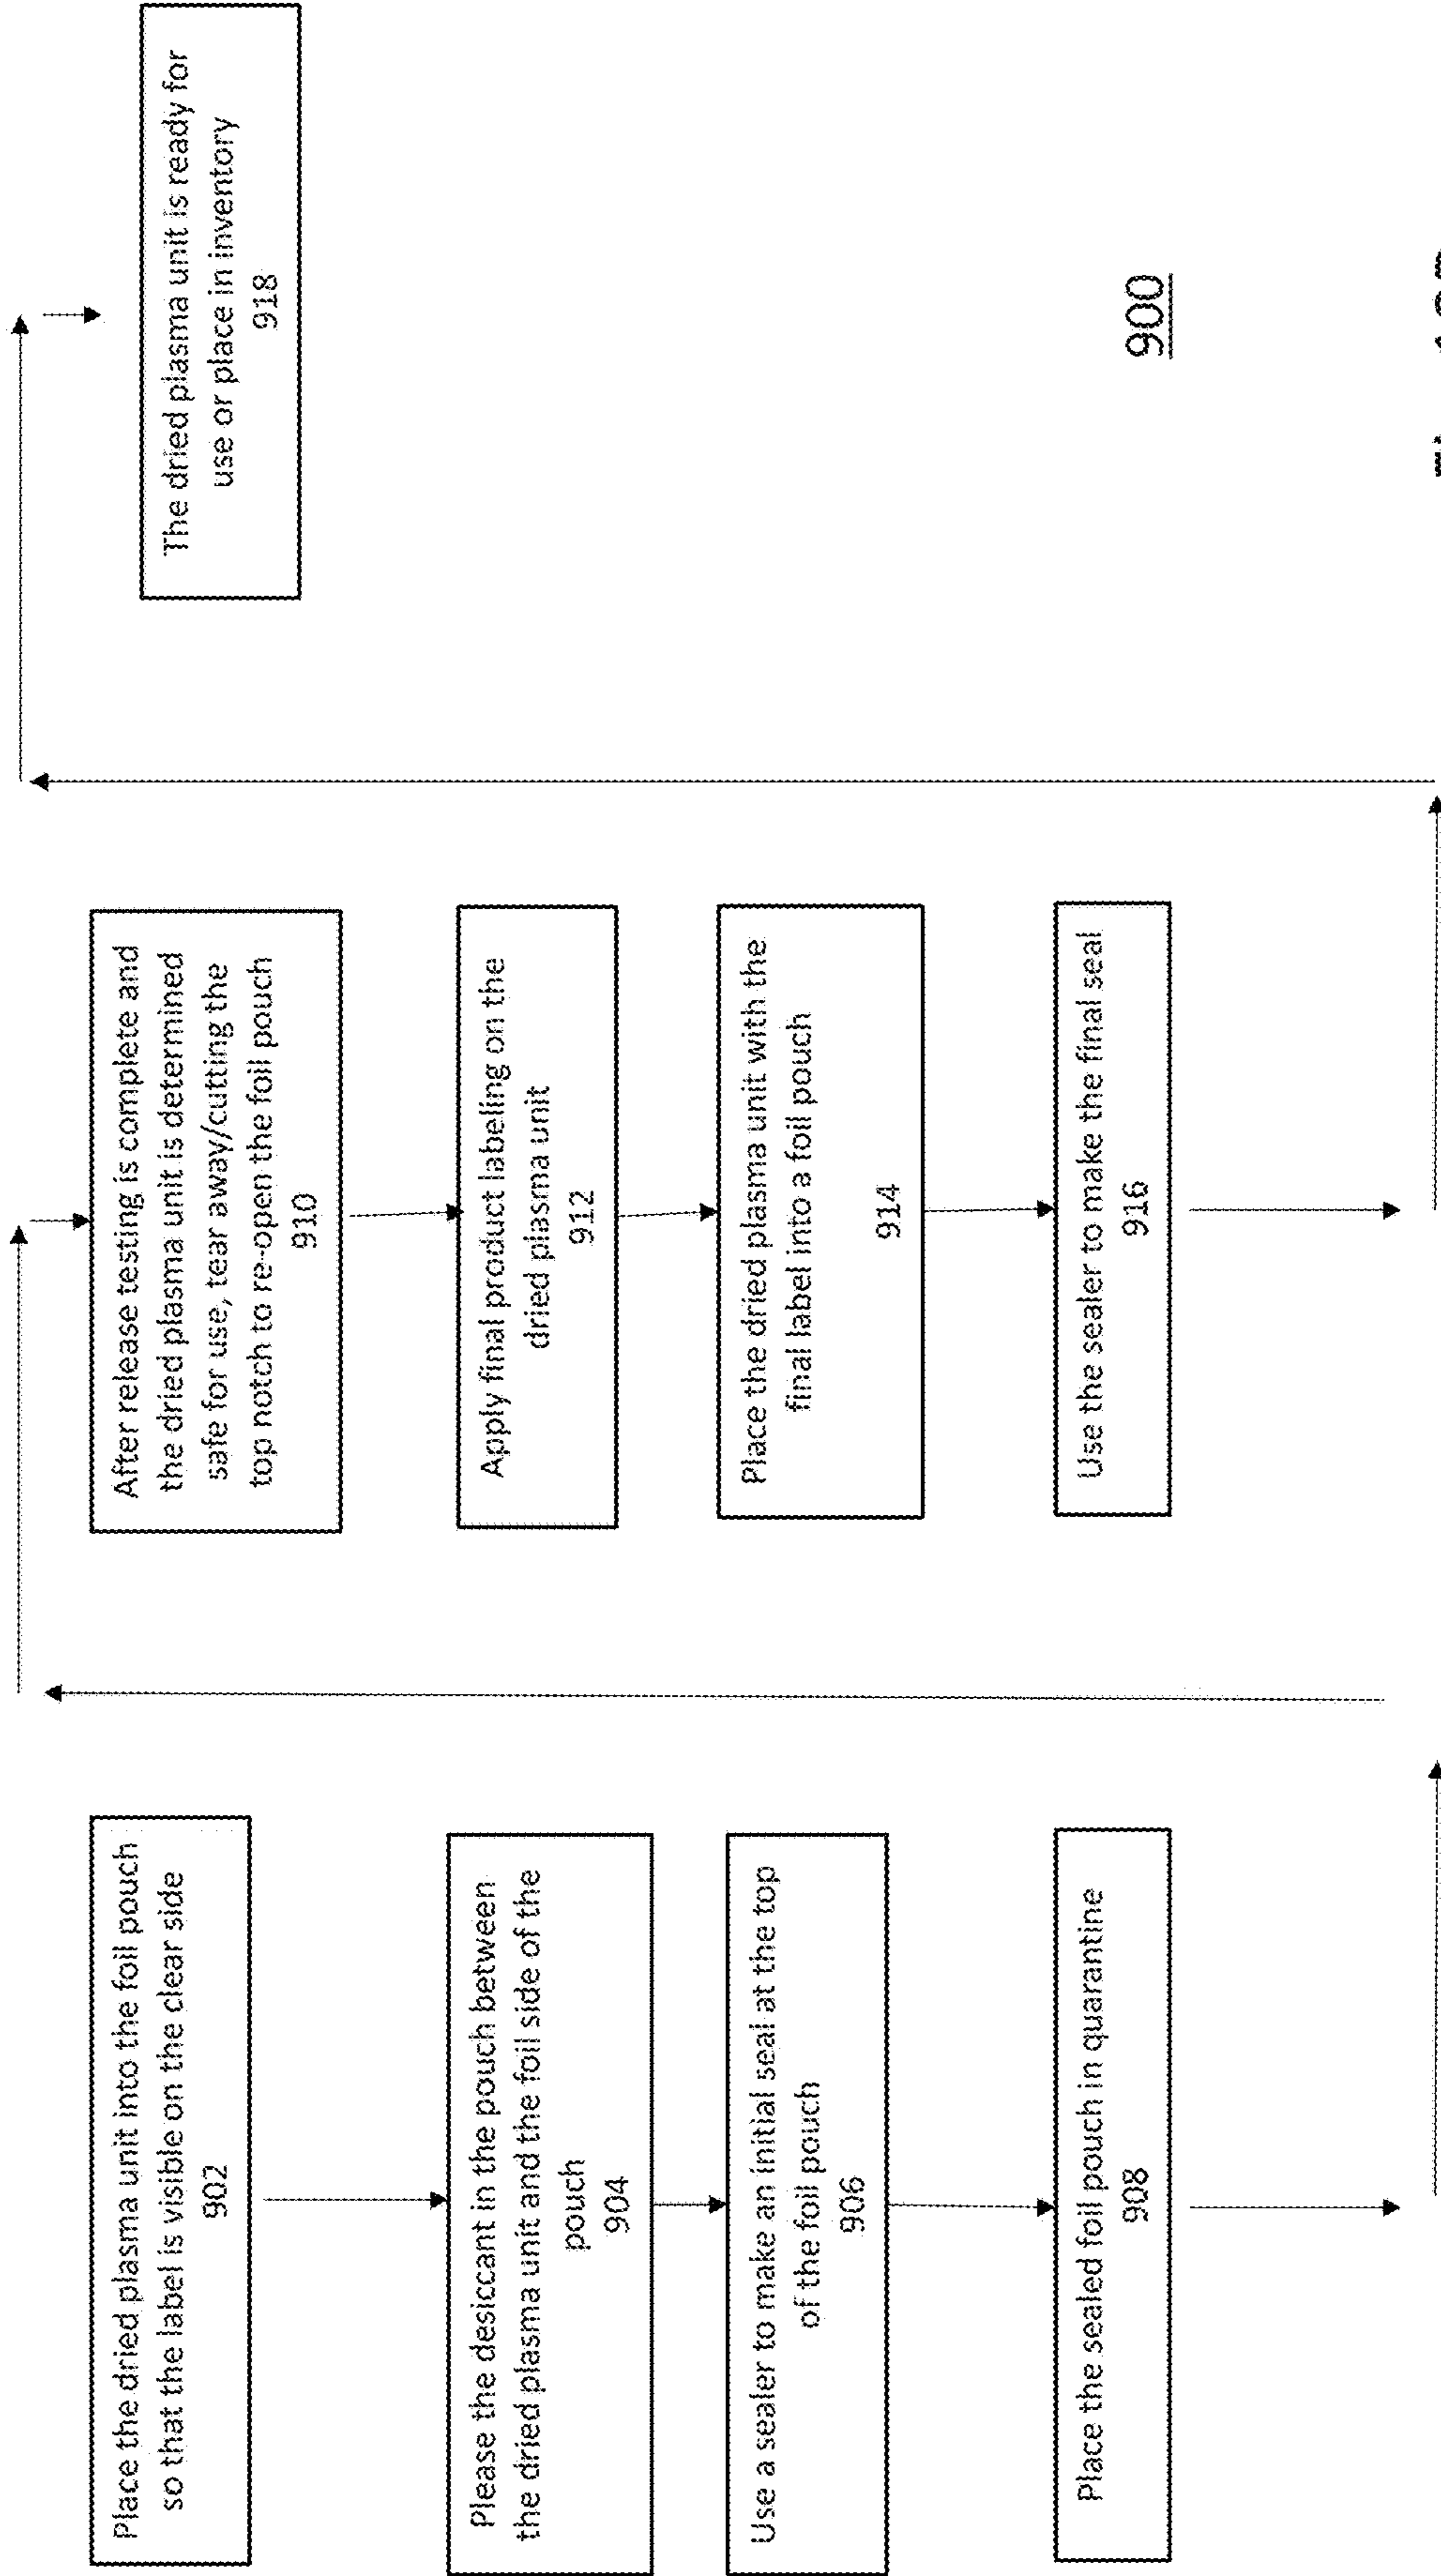 Place the dried plasma unit into the foil pouch
so that the label is visible on the clear side
902
Please the desiccant in the pouch between
the dried plasma unit and the foil side of the
pouch
904
Use a sealer to make an initial seal at the top
of the foil pouch
906
Place the sealed foil pouch in quarantine
908
After release testing is complete and
the dried plasma unit is determined
safe for use, tear away/cutting the
top notch to re-open the foil pouch
910
Apply final product labeling on the
dried plasma unit
912
Place the dried plasma unit with the
final label into a foil pouch
914
Use the sealer to make the final seal
916
The dried plasma unit is ready for
use or place in inventory
918
900